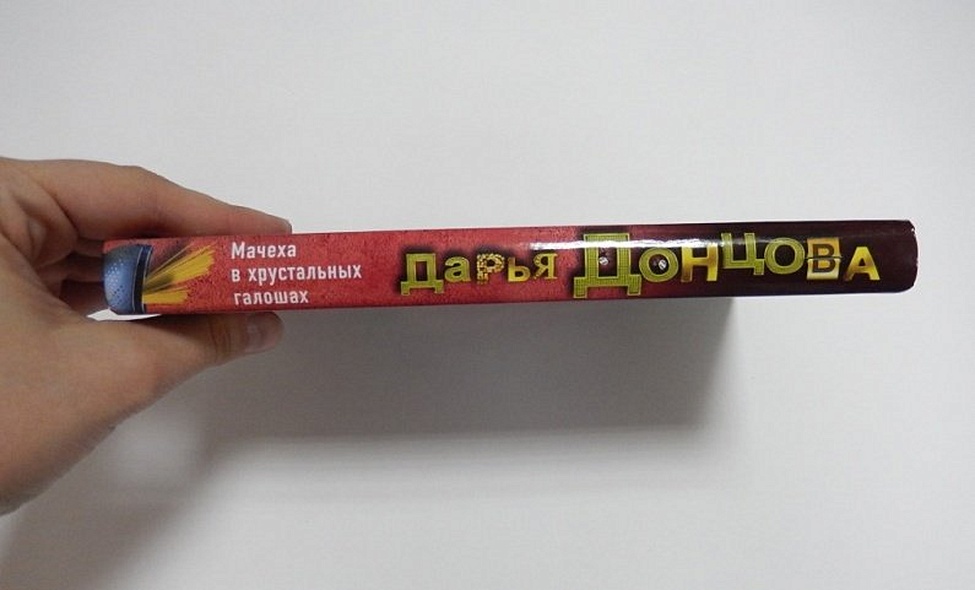 Мачеха
в хрустальных
галошах
Дарья Донцова